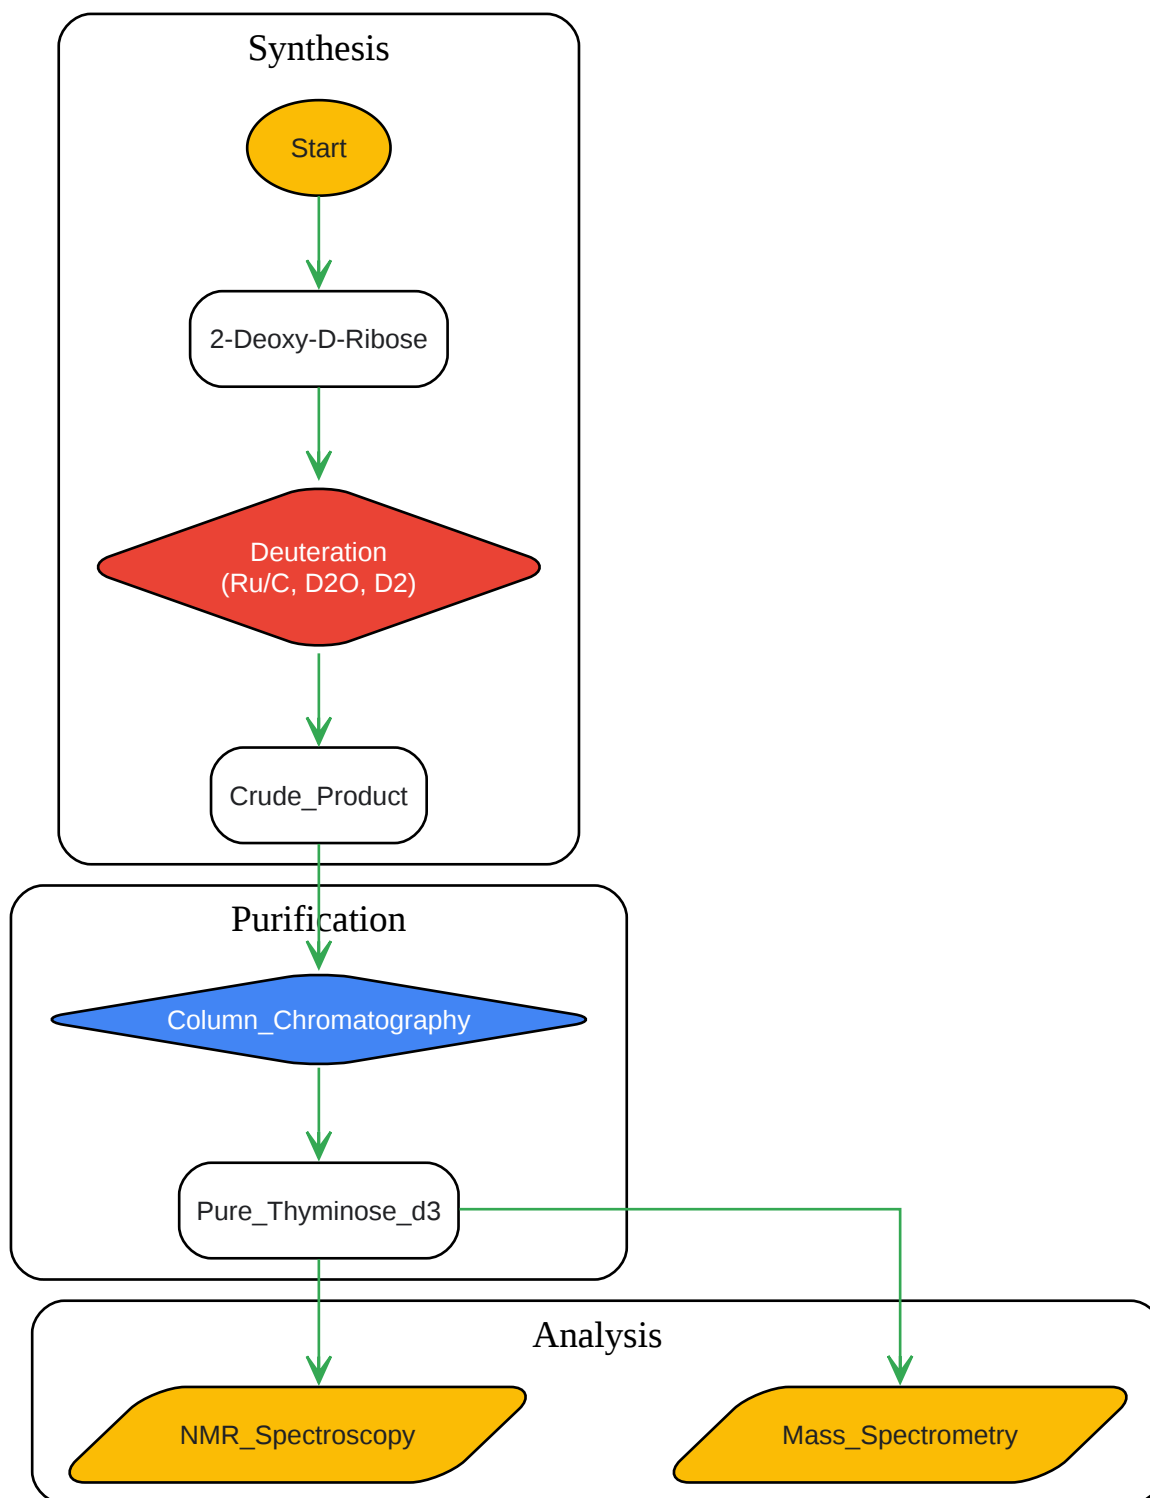 Synthesis
Start
2-Deoxy-D-Ribose
Deuteration
(Ru/C, D2O, D2)
Crude_Product
Purification
Column_Chromatography
Pure_Thyminose_d3
Analysis
NMR_Spectroscopy
Mass_Spectrometry